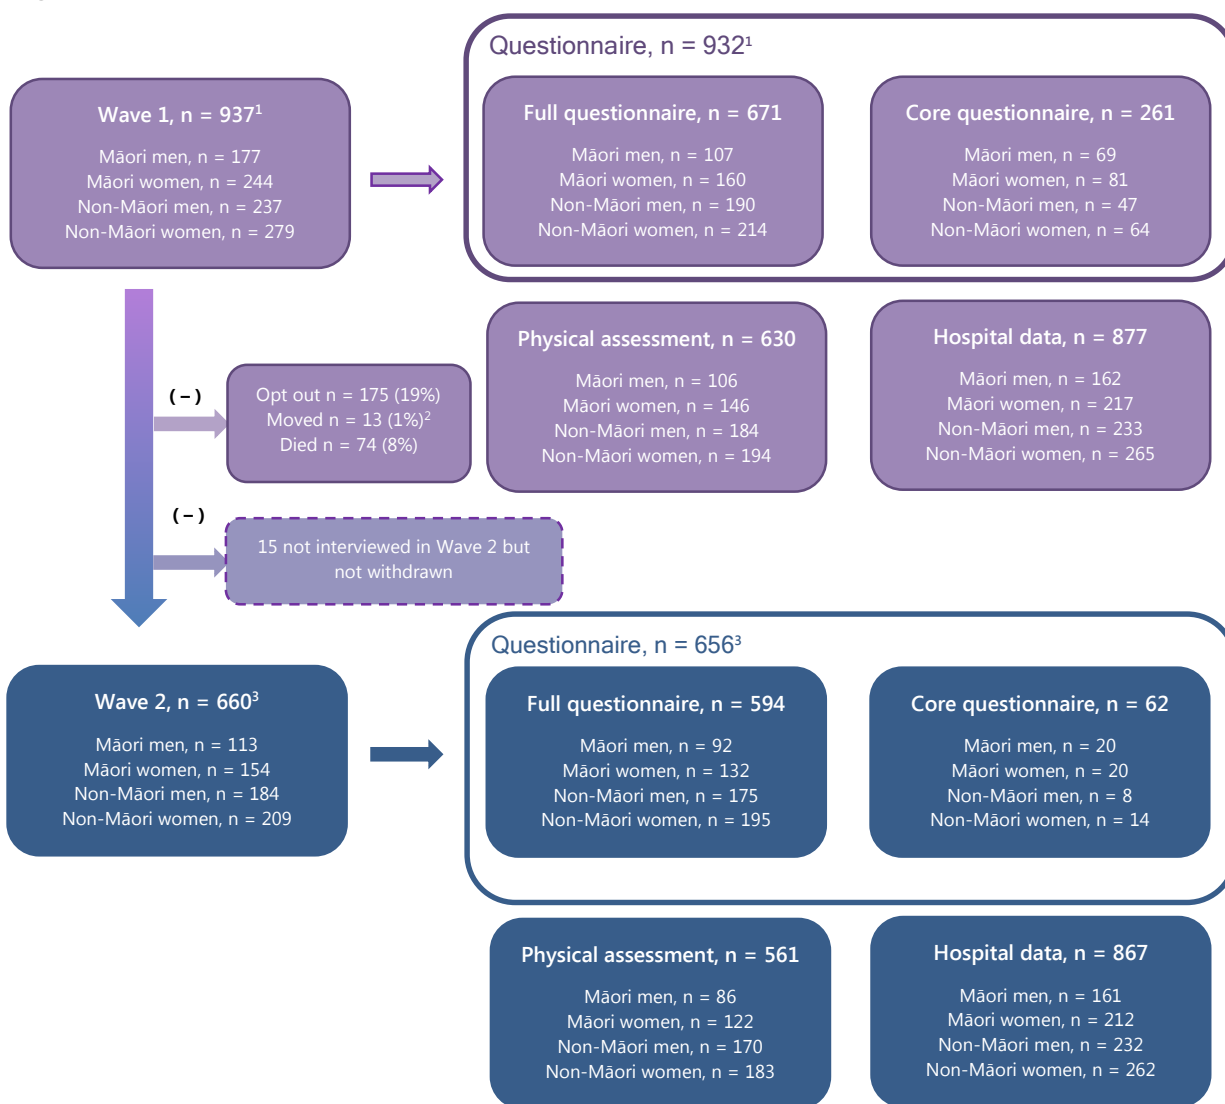 Questionnaire, n = 932¹
Wave 1, n = 937¹
Māori men, n = 177
Māori women, n = 244
Non-Māori men, n = 237
Non-Māori women, n = 279
Full questionnaire, n = 671
Māori men, n = 107
Māori women, n = 160
Non-Māori men, n = 190
Non-Māori women, n = 214
Core questionnaire, n = 261
Māori men, n = 69
Māori women, n = 81
Non-Māori men, n = 47
Non-Māori women, n = 64
Physical assessment, n = 630
Māori men, n = 106
Māori women, n = 146
Non-Māori men, n = 184
Non-Māori women, n = 194
Hospital data, n = 877
Māori men, n = 162
Māori women, n = 217
Non-Māori men, n = 233
Non-Māori women, n = 265
(–)
Opt out n = 175 (19%)
Moved n = 13 (1%)²
Died n = 74 (8%)
(–)
15 not interviewed in Wave 2 but
not withdrawn
Questionnaire, n = 656³
Wave 2, n = 660³
Māori men, n = 113
Māori women, n = 154
Non-Māori men, n = 184
Non-Māori women, n = 209
Full questionnaire, n = 594
Māori men, n = 92
Māori women, n = 132
Non-Māori men, n = 175
Non-Māori women, n = 195
Core questionnaire, n = 62
Māori men, n = 20
Māori women, n = 20
Non-Māori men, n = 8
Non-Māori women, n = 14
Physical assessment, n = 561
Māori men, n = 86
Māori women, n = 122
Non-Māori men, n = 170
Non-Māori women, n = 183
Hospital data, n = 867
Māori men, n = 161
Māori women, n = 212
Non-Māori men, n = 232
Non-Māori women, n = 262